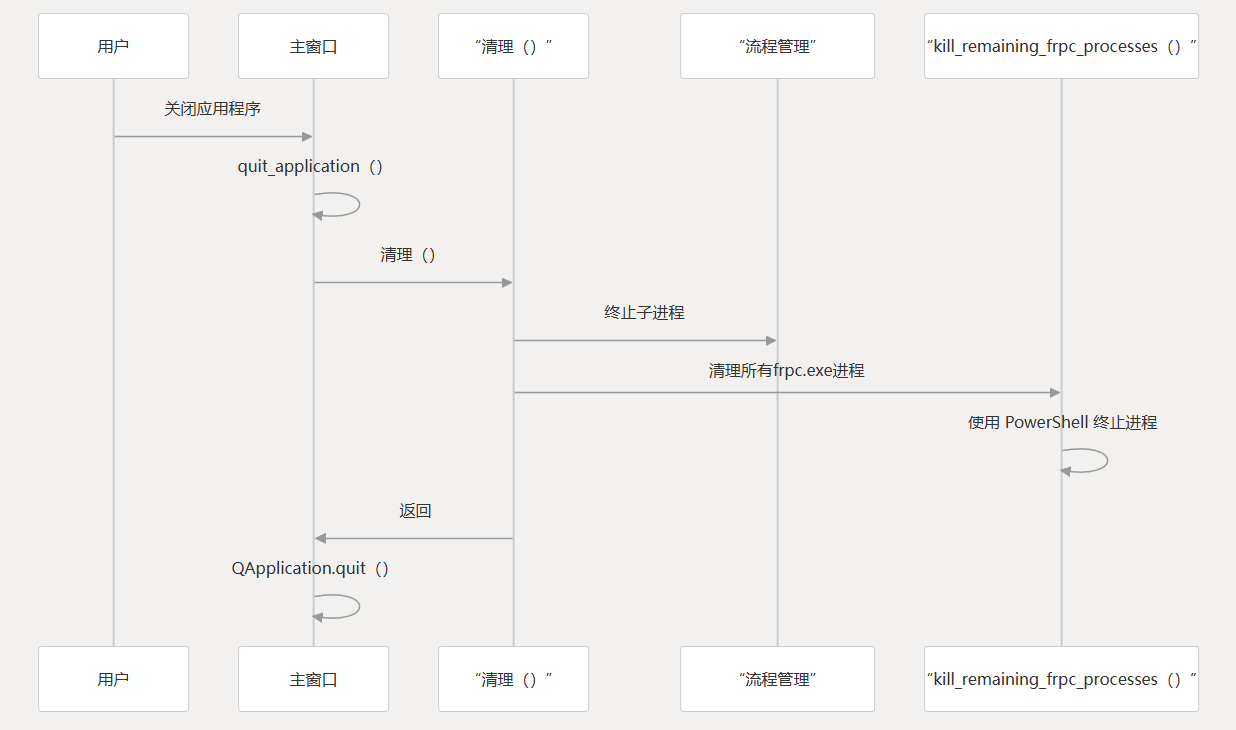 用户
主窗口
“清理（）”
“流程管理”
“kill_remaining_frpc_processes（）”
关闭应用程序
quit_application（）
清理（）
终止子进程
清理所有frpc.exe进程
使用 PowerShell 终止进程
返回
QApplication.quit（）
用户
主窗口
“清理（）”
“流程管理”
“kill_remaining_frpc_processes（）”